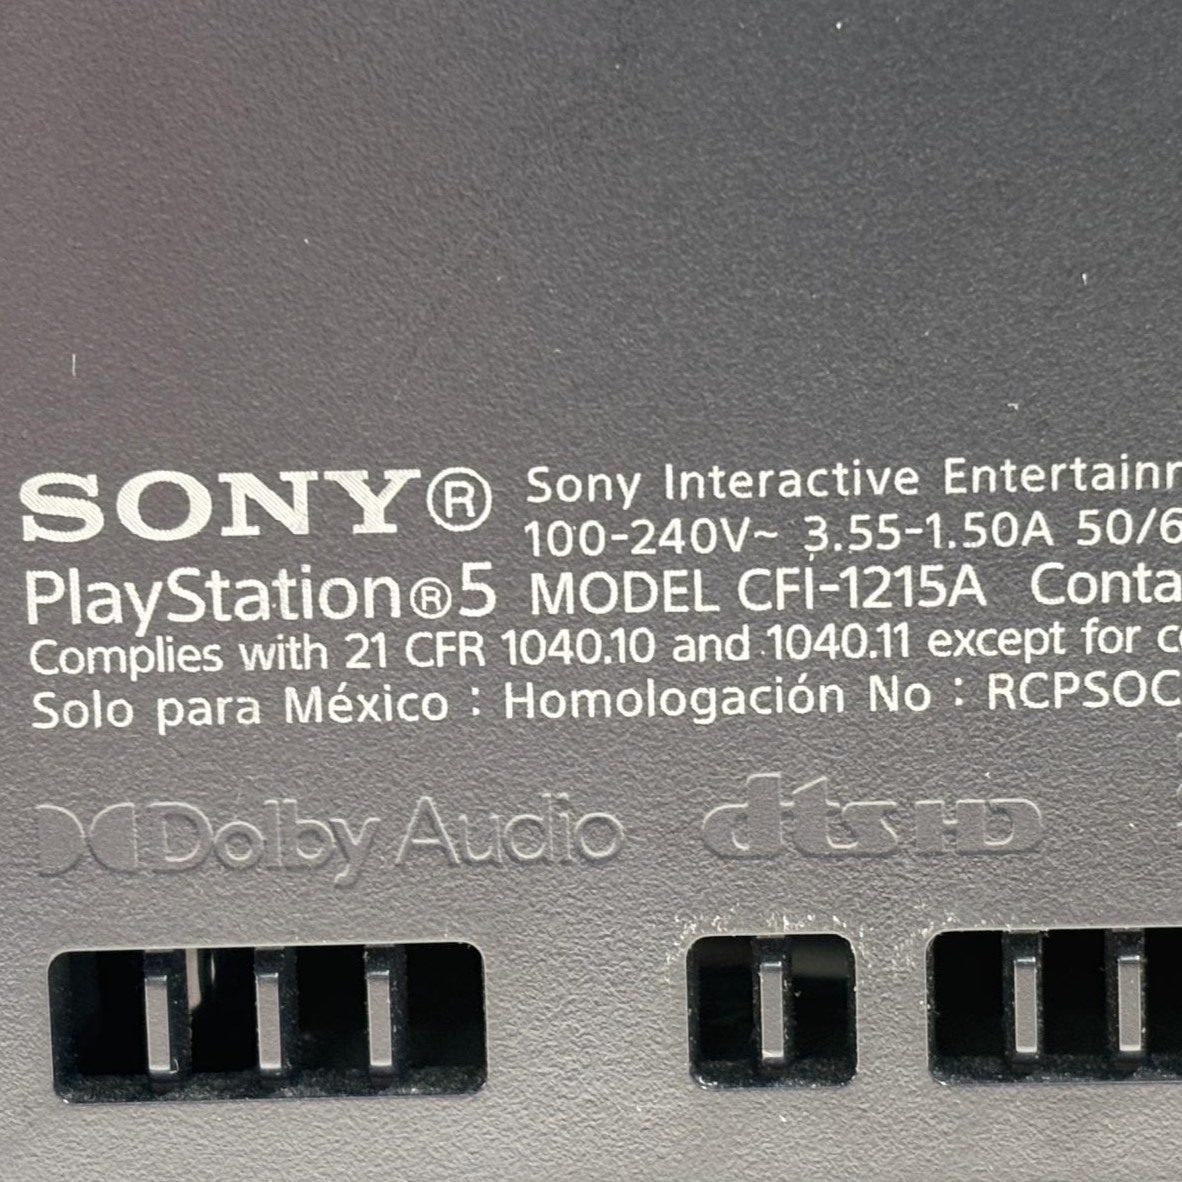 SONY® Sony Interactive Entertainm
100-240V~ 3.55-1.50A 50/6
PlayStation®5 MODEL CFI-1215A Conta
Complies with 21 CFR 1040.10 and 1040.11 except for co
Solo para México : Homologación No : RCPSOC
Dolby Audio dts HD